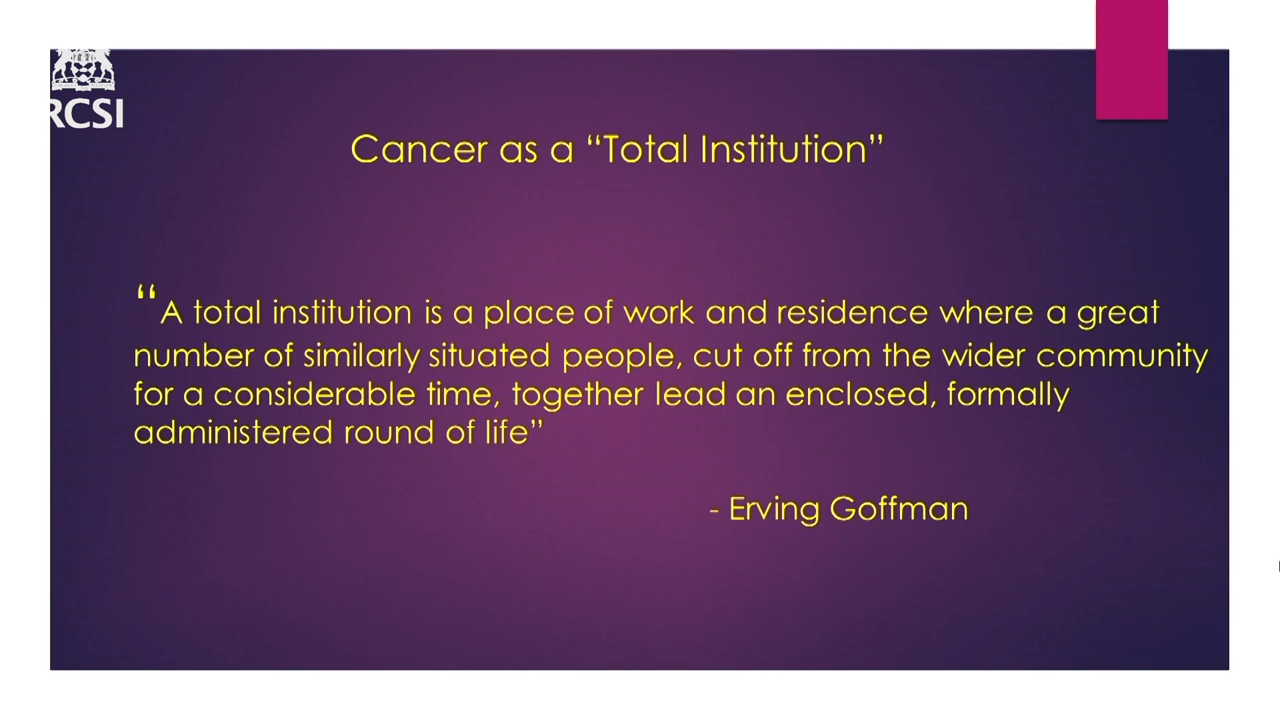 RCSI
Cancer as a “Total Institution”
“A total institution is a place of work and residence where a great
number of similarly situated people, cut off from the wider community
for a considerable time, together lead an enclosed, formally
administered round of life”
- Erving Goffman